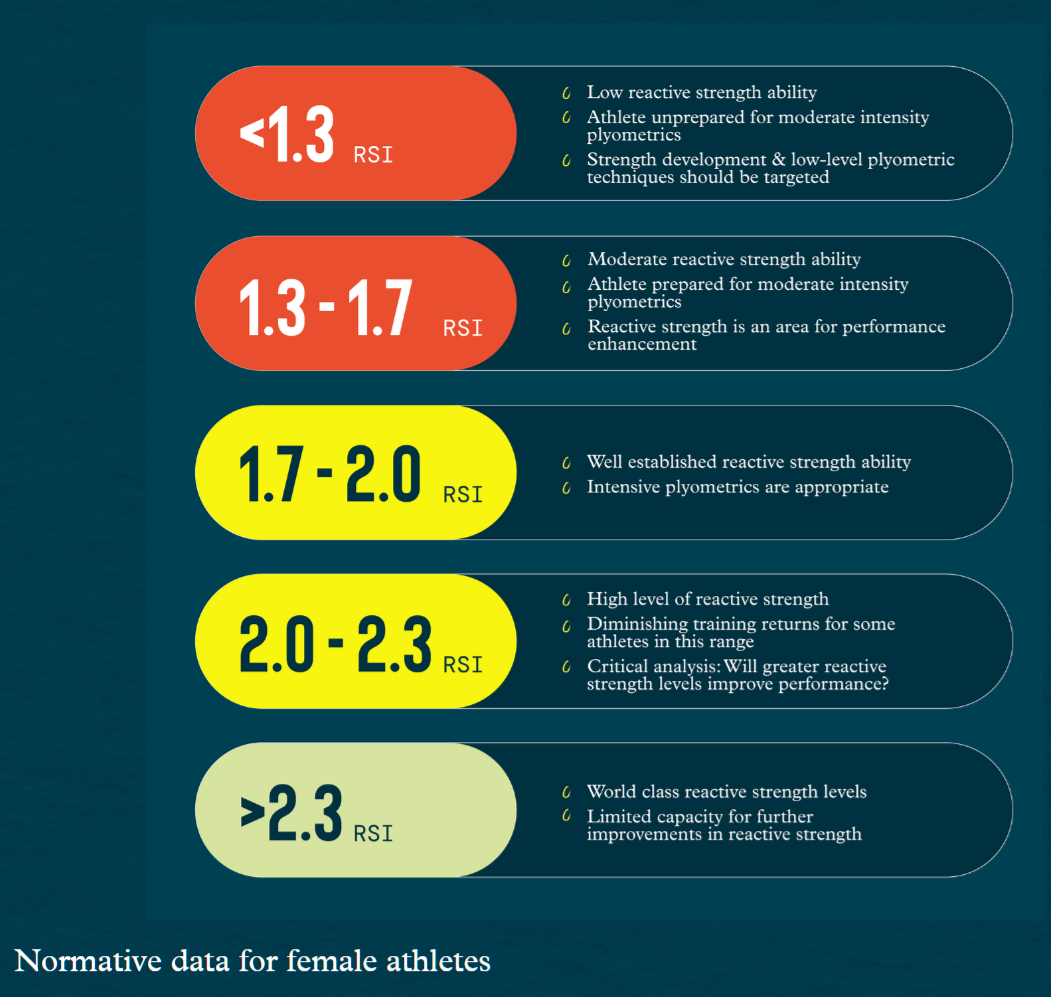 <1.3 RSI
Low reactive strength ability
Athlete unprepared for moderate intensity
plyometrics
Strength development & low-level plyometric
techniques should be targeted
1.3 - 1.7 RSI
Moderate reactive strength ability
Athlete prepared for moderate intensity
plyometrics
Reactive strength is an area for performance
enhancement
1.7 - 2.0 RSI
Well established reactive strength ability
Intensive plyometrics are appropriate
2.0 - 2.3 RSI
High level of reactive strength
Diminishing training returns for some
athletes in this range
Critical analysis: Will greater reactive
strength levels improve performance?
>2.3 RSI
World class reactive strength levels
Limited capacity for further
improvements in reactive strength
Normative data for female athletes